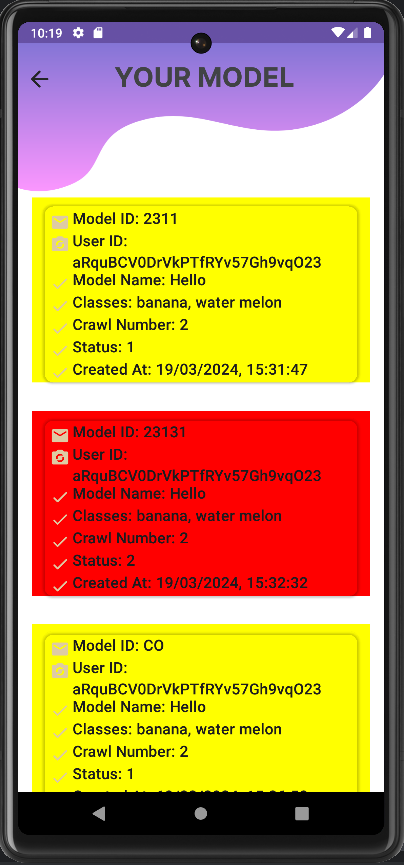 10:19
YOUR MODEL
Model ID: 2311
User ID:
aRquBCV0DrVkPTfRYv57Gh9vqO23
Model Name: Hello
Classes: banana, water melon
Crawl Number: 2
Status: 1
Created At: 19/03/2024, 15:31:47
Model ID: 23131
User ID:
aRquBCV0DrVkPTfRYv57Gh9vqO23
Model Name: Hello
Classes: banana, water melon
Crawl Number: 2
Status: 2
Created At: 19/03/2024, 15:32:32
Model ID: CO
User ID:
aRquBCV0DrVkPTfRYv57Gh9vqO23
Model Name: Hello
Classes: banana, water melon
Crawl Number: 2
Status: 1